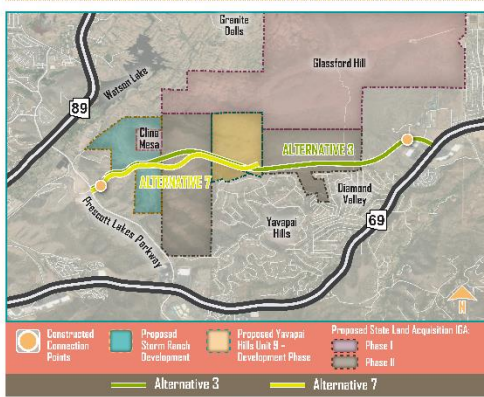 Granite
Dells
Glassford Hill
Watson Lake
89
Clina
Mesa
ALTERNATIVE 3
ALTERNATIVE 7
Diamond
Valley
Prescott Lakes Parkway
Yavapai
Hills
69
N
Constructed
Connection
Points
Proposed
Storm Ranch
Development
Proposed Yavapai
Hills Unit 9 -
Development Phase
Proposed State Land Acquisition IGA:
Phase I
Phase II
Alternative 3
Alternative 7